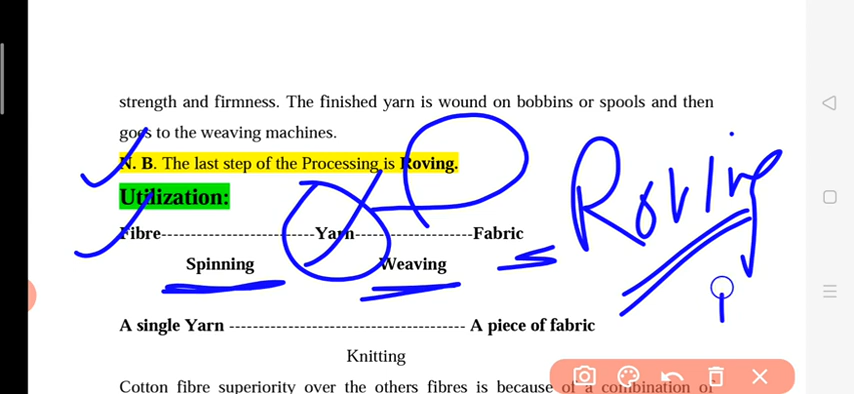 strength and firmness. The finished yarn is wound on bobbins or spools and then
goes to the weaving machines.
N. B. The last step of the Processing is Roving.
Utilization:
Fibre-----------------------Yarn---------------------Fabric
Spinning Weaving
Roving
A single Yarn --------------------------------------- A piece of fabric
Knitting
Cotton fibre superiority over the others fibres is because of a combination of